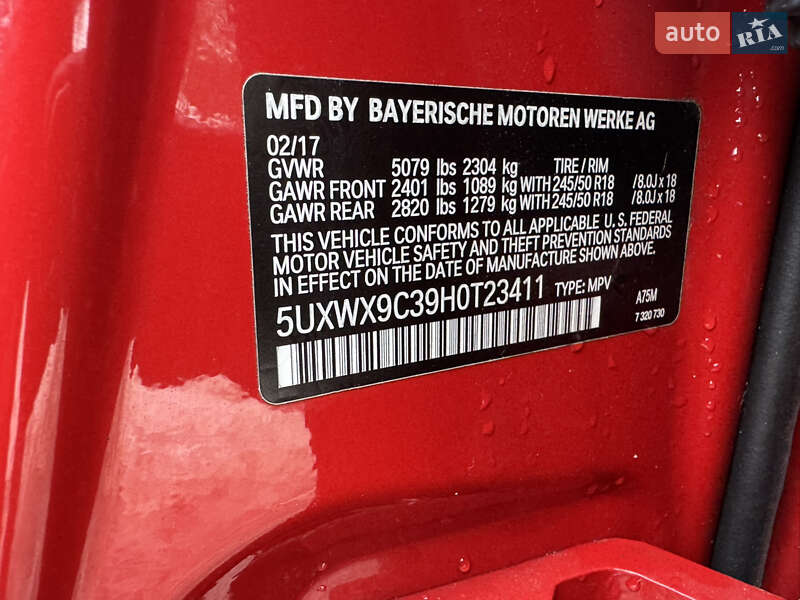 auto RIA .com
MFD BY BAYERISCHE MOTOREN WERKE AG
02/17
GVWR 5079 lbs 2304 kg TIRE / RIM
GAWR FRONT 2401 lbs 1089 kg WITH 245/50 R18 / 8.0J x 18
GAWR REAR 2820 lbs 1279 kg WITH 245/50 R18 / 8.0J x 18
THIS VEHICLE CONFORMS TO ALL APPLICABLE U. S. FEDERAL
MOTOR VEHICLE SAFETY AND THEFT PREVENTION STANDARDS
IN EFFECT ON THE DATE OF MANUFACTURE SHOWN ABOVE.
5UXWX9C39H0T23411 TYPE: MPV A75M
7 320 730